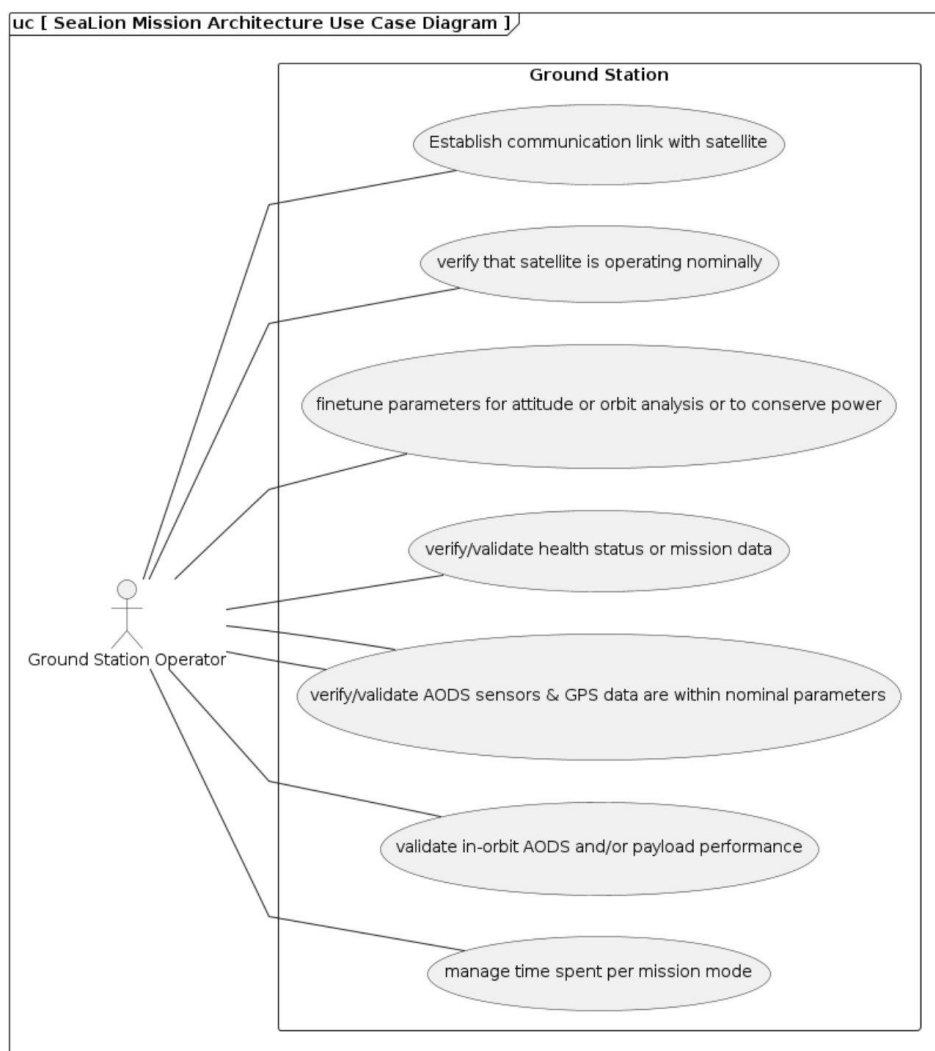 uc [ SeaLion Mission Architecture Use Case Diagram ]
Ground Station
Establish communication link with satellite
verify that satellite is operating nominally
finetune parameters for attitude or orbit analysis or to conserve power
verify/validate health status or mission data
Ground Station Operator
verify/validate AODS sensors & GPS data are within nominal parameters
validate in-orbit AODS and/or payload performance
manage time spent per mission mode